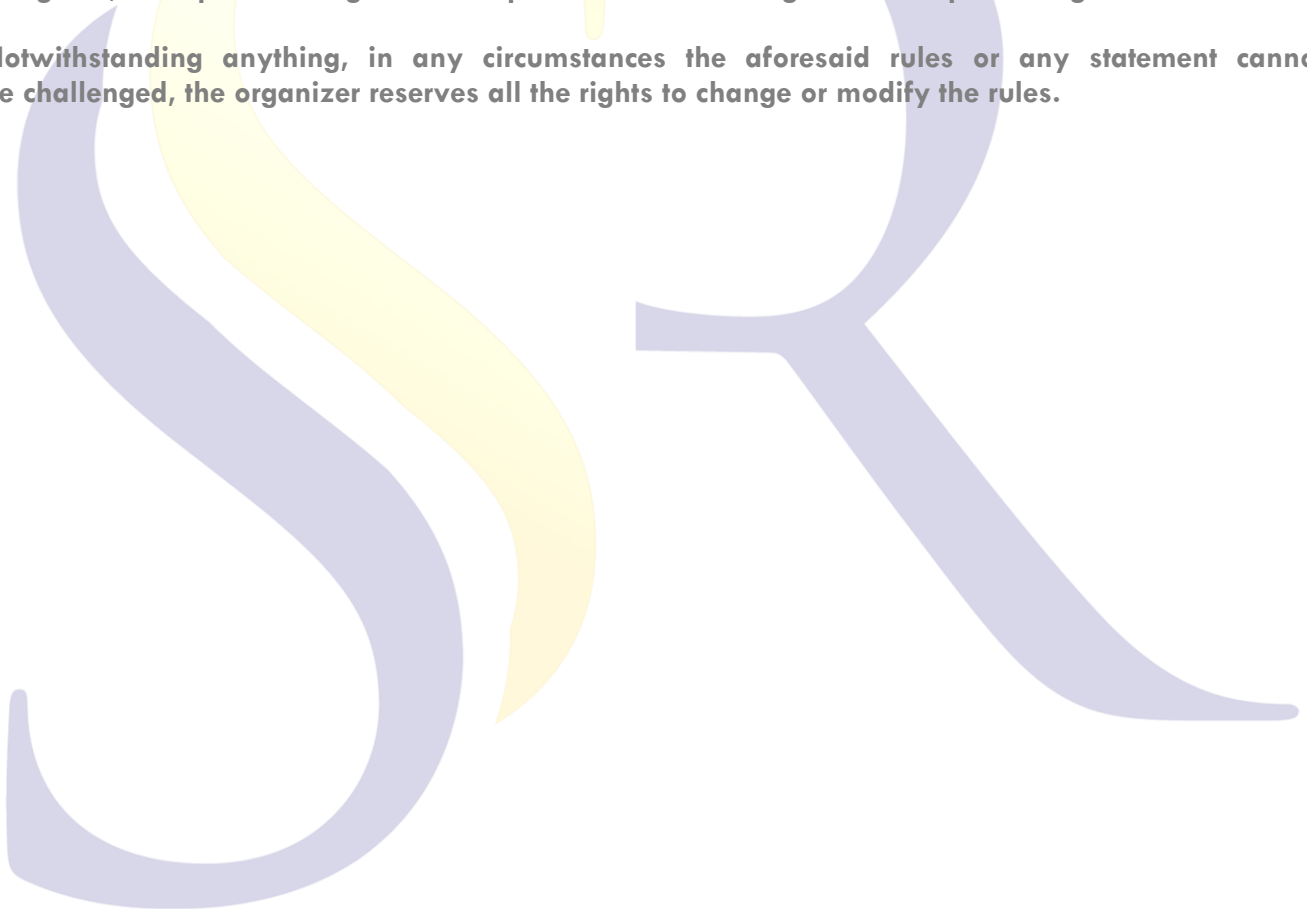 lotwithstanding anything, in any circumstances the aforesaid rules or any statement canno
e challenged, the organizer reserves all the rights to change or modify the rules.